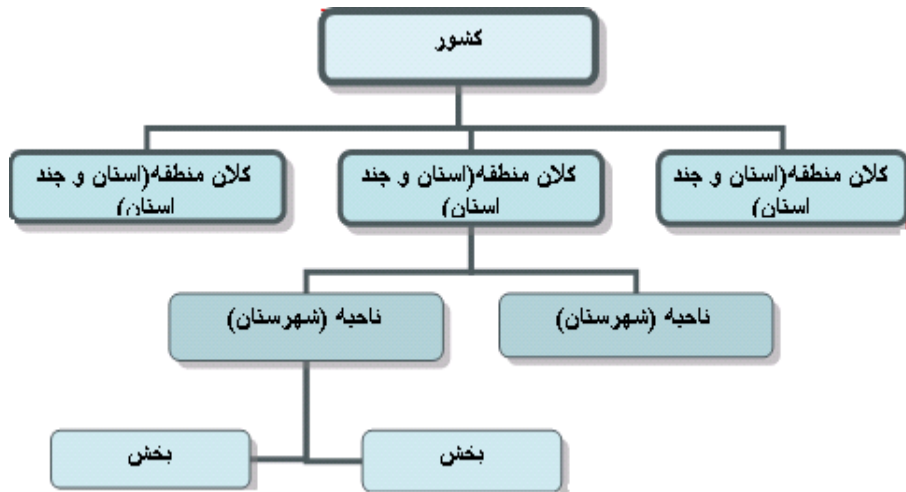 کشور
کلان منطقه(استان و چند
استان)
کلان منطقه(استان و چند
استان)
کلان منطقه(استان و چند
استان)
ناحیه (شهرستان)
ناحیه (شهرستان)
بخش
بخش